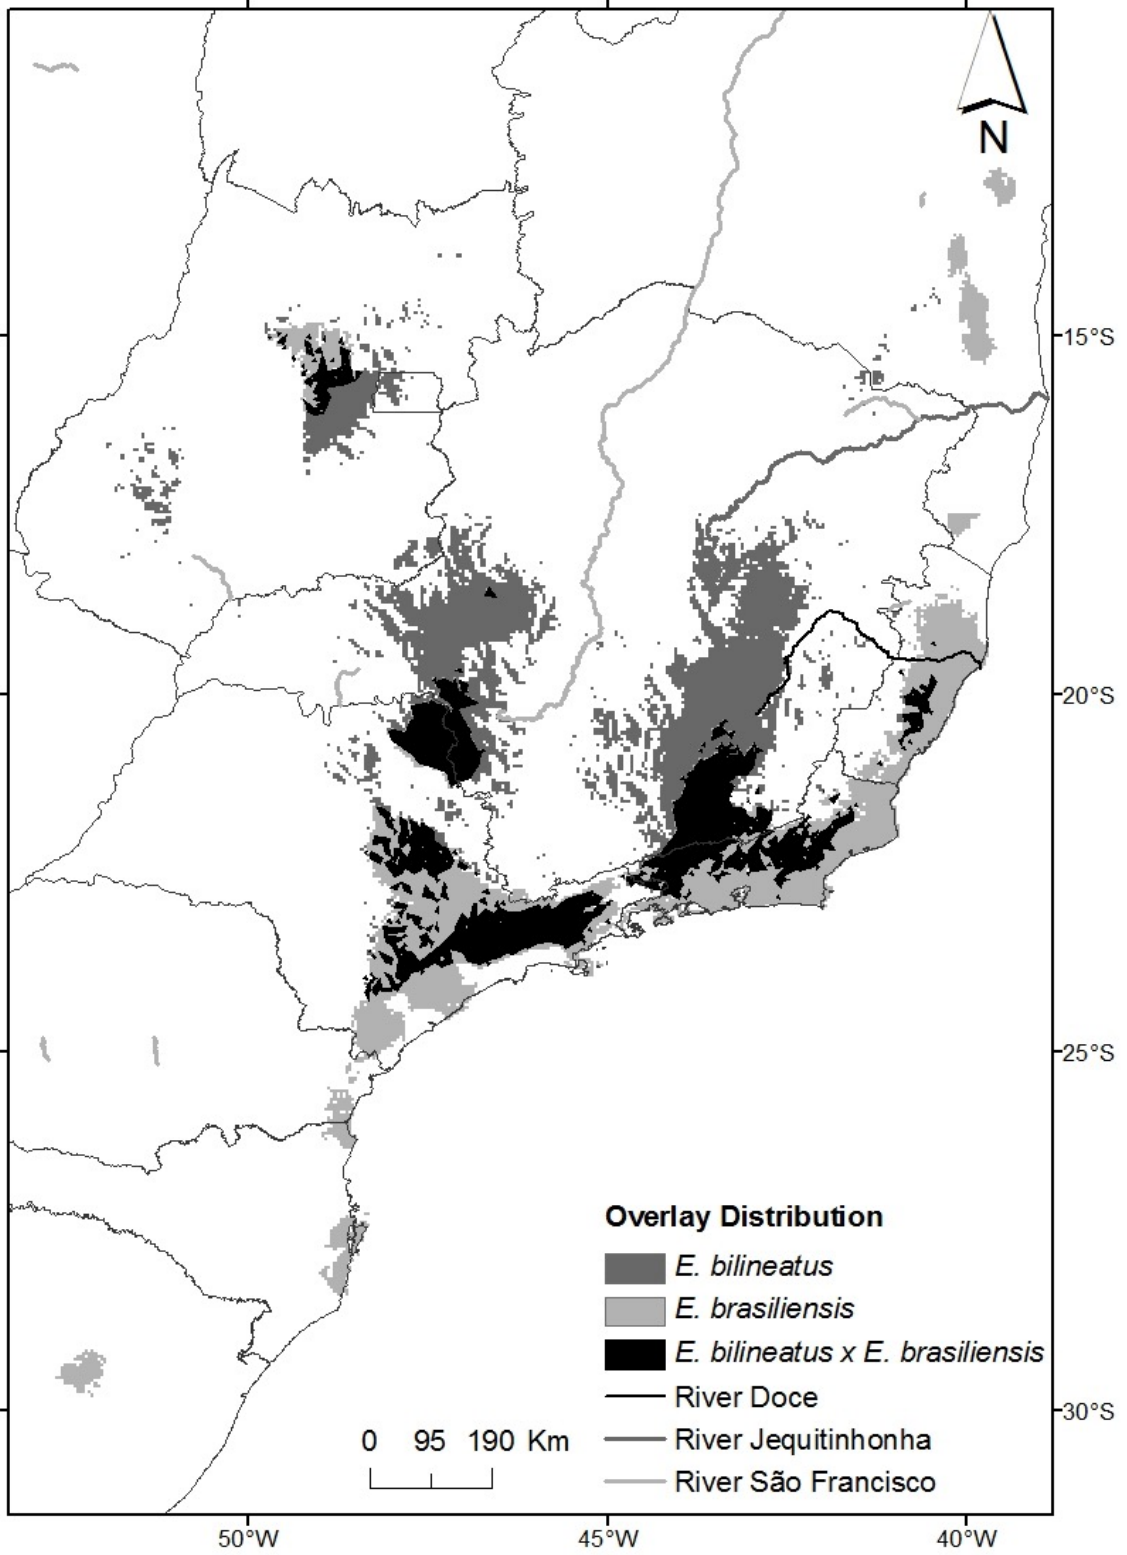 N
15°S
20°S
25°S
30°S
Overlay Distribution
E. bilineatus
E. brasiliensis
E. bilineatus x E. brasiliensis
River Doce
River Jequitinhonha
River São Francisco
0 95 190 Km
50°W 45°W 40°W